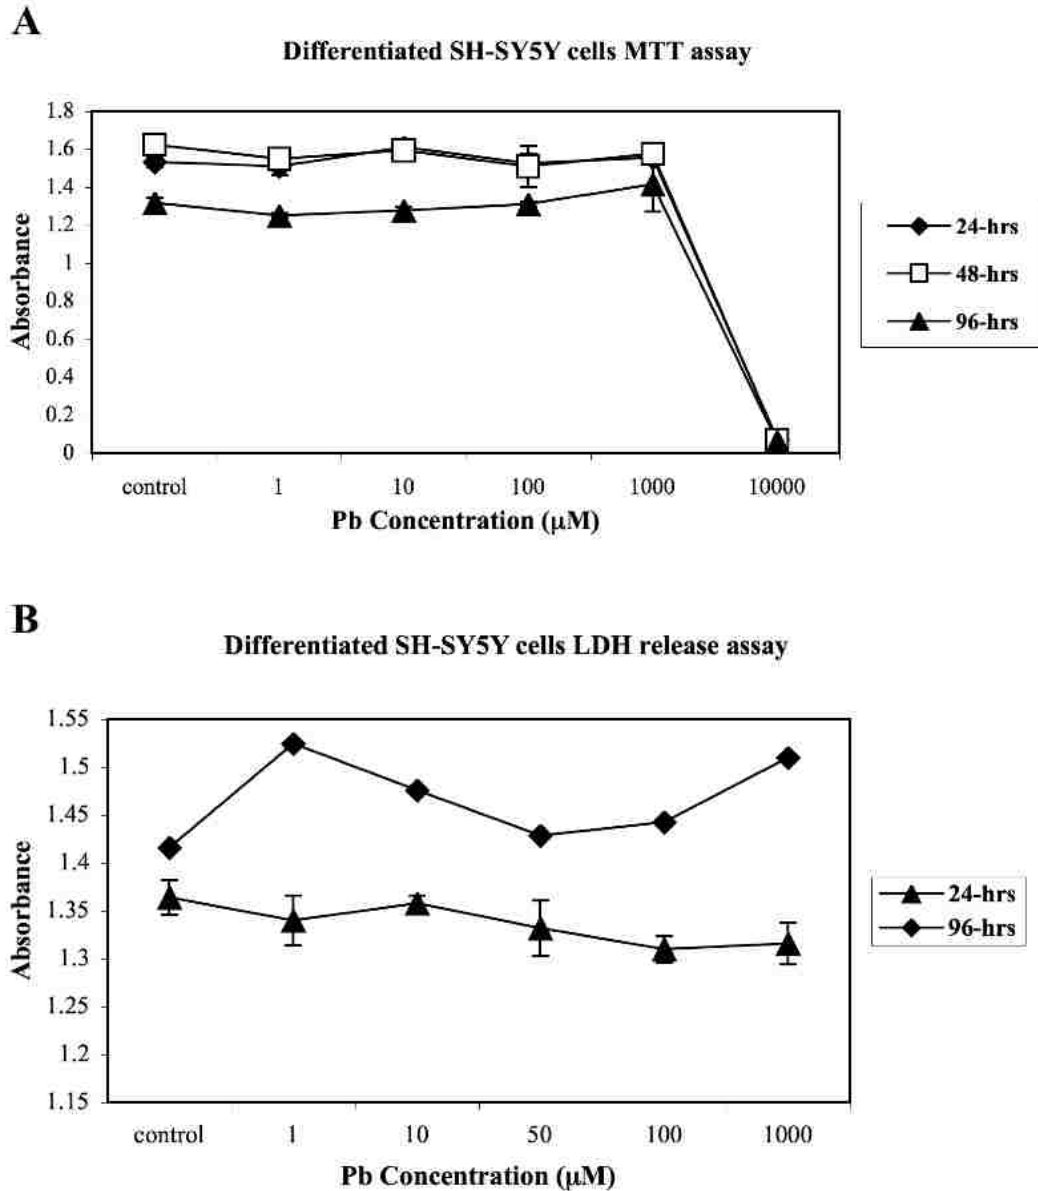 A
Differentiated SH-SY5Y cells MTT assay
1.8
1.6
1.4
1.2
1
0.8
0.6
0.4
0.2
0
Absorbance
control 1 10 100 1000 10000
Pb Concentration (μM)
24-hrs
48-hrs
96-hrs
B
Differentiated SH-SY5Y cells LDH release assay
1.55
1.5
1.45
1.4
1.35
1.3
1.25
1.2
1.15
Absorbance
control 1 10 50 100 1000
Pb Concentration (μM)
24-hrs
96-hrs